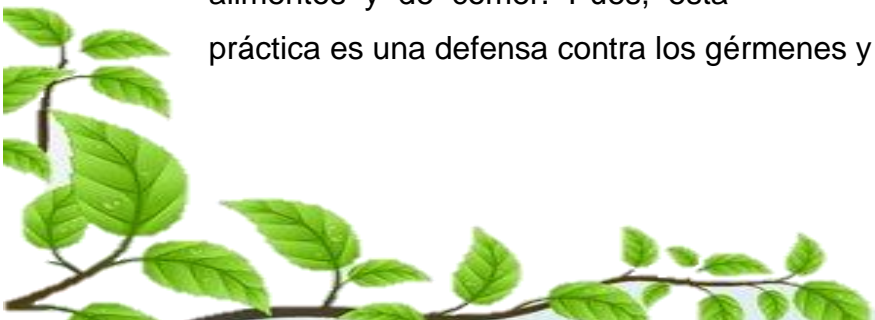 alimentos y de comer. Pues, esta
práctica es una defensa contra los gérmenes y